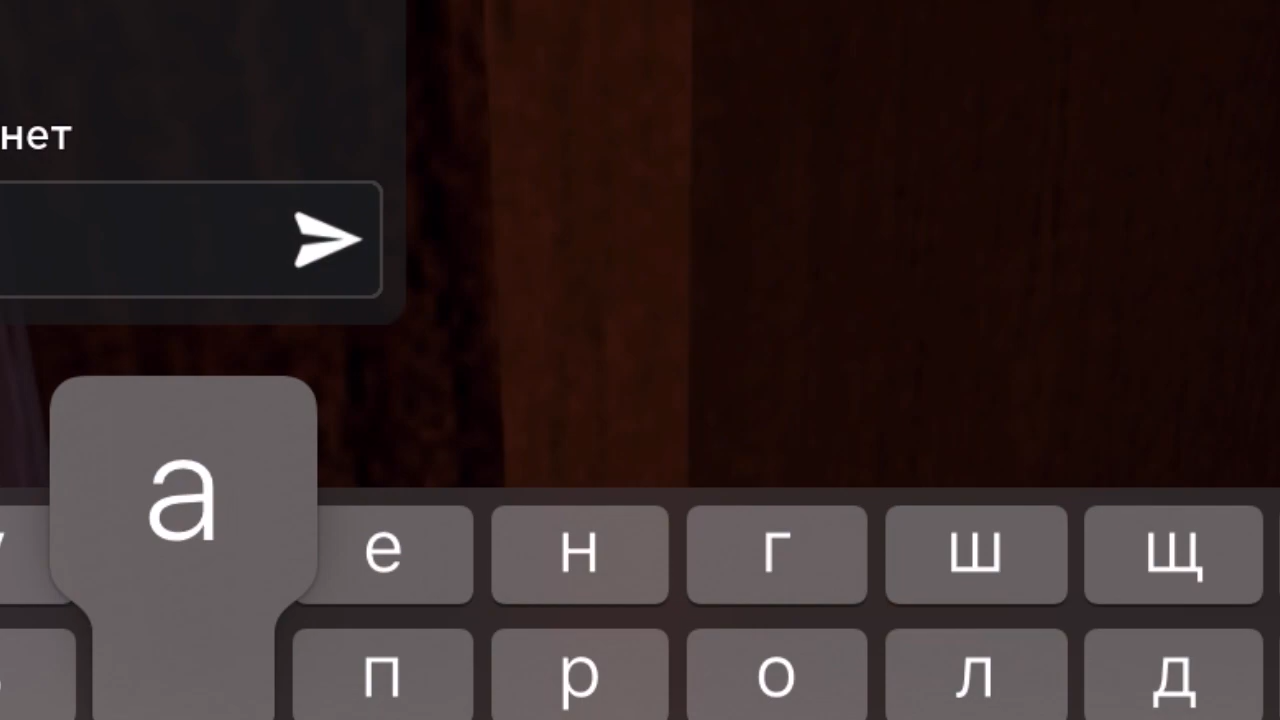 нет
а
е н г ш щ
п р о л д